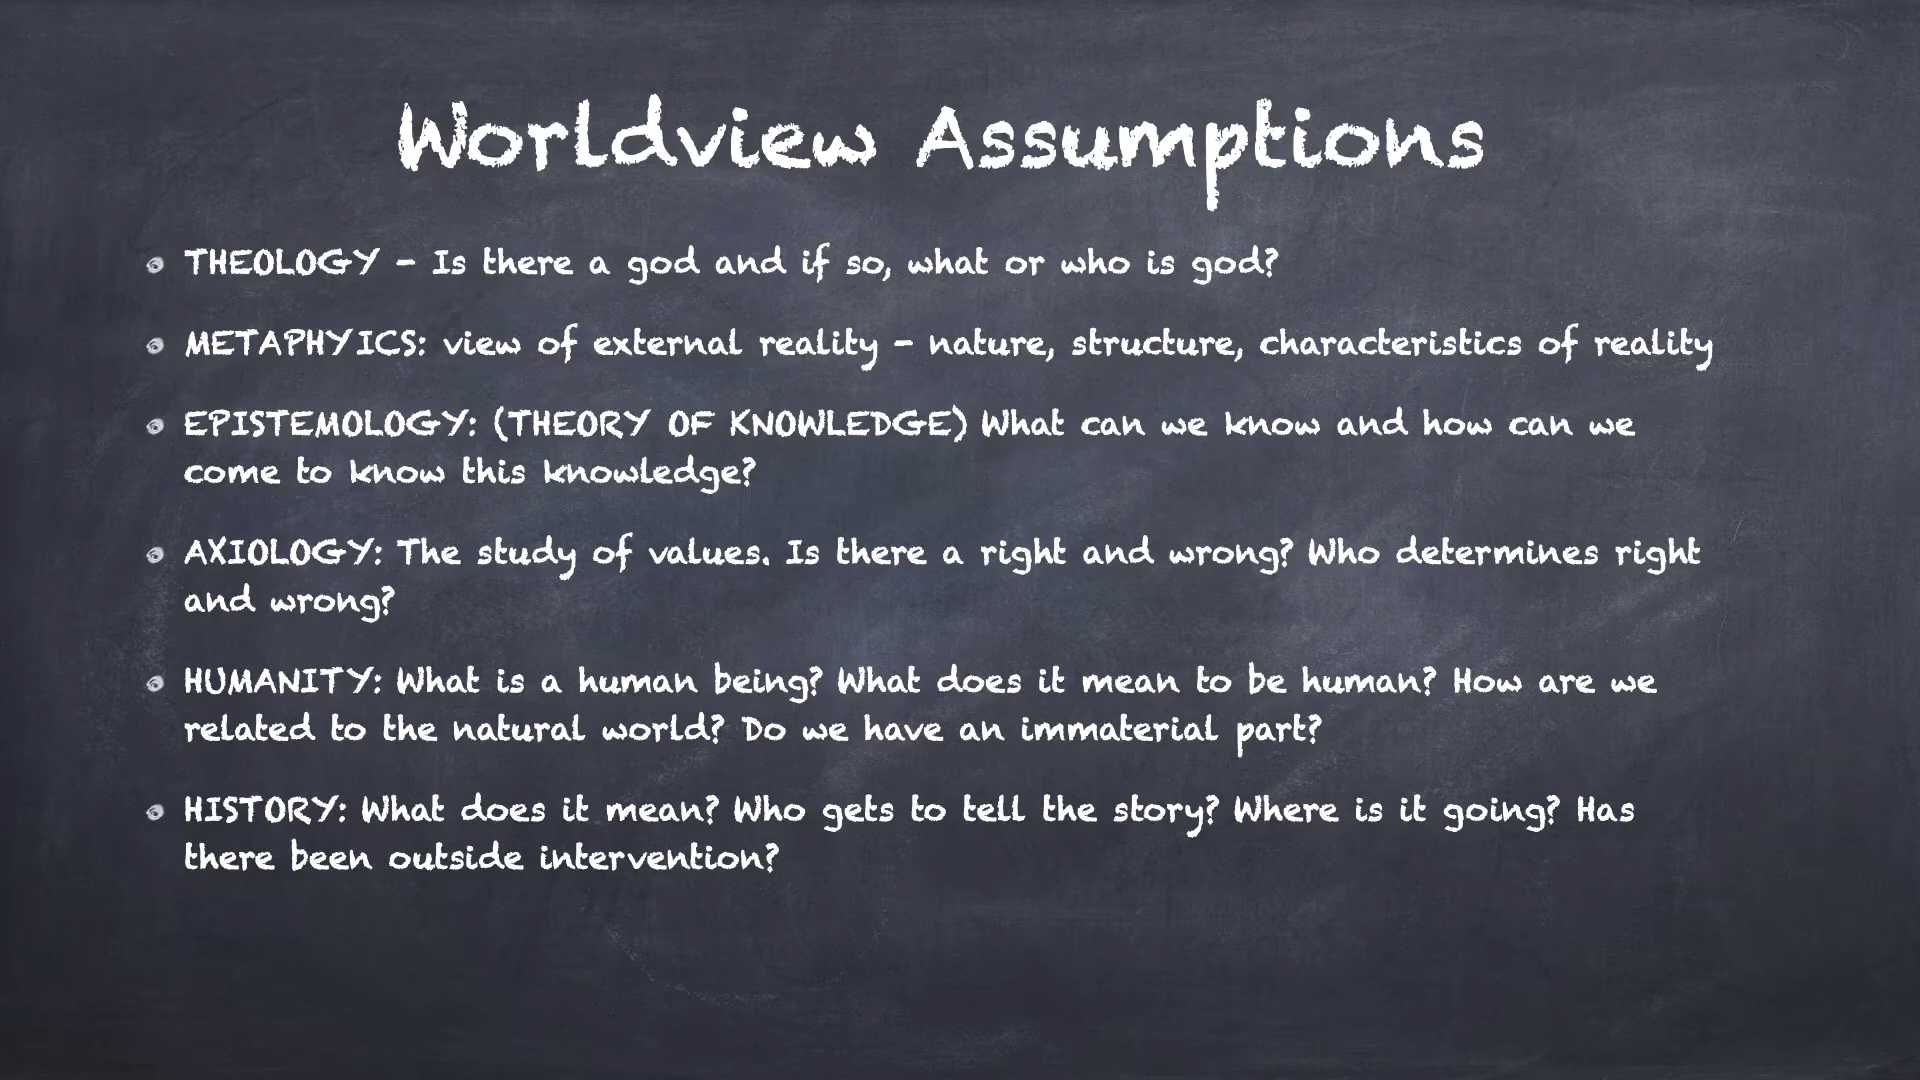 Worldview Assumptions
THEOLOGY - Is there a god and if so, what or who is god?
METAPHYICS: view of external reality - nature, structure, characteristics of reality
EPISTEMOLOGY: (THEORY OF KNOWLEDGE) What can we know and how can we
come to know this knowledge?
AXIOLOGY: The study of values. Is there a right and wrong? Who determines right
and wrong?
HUMANITY: What is a human being? What does it mean to be human? How are we
related to the natural world? Do we have an immaterial part?
HISTORY: What does it mean? Who gets to tell the story? Where is it going? Has
there been outside intervention?